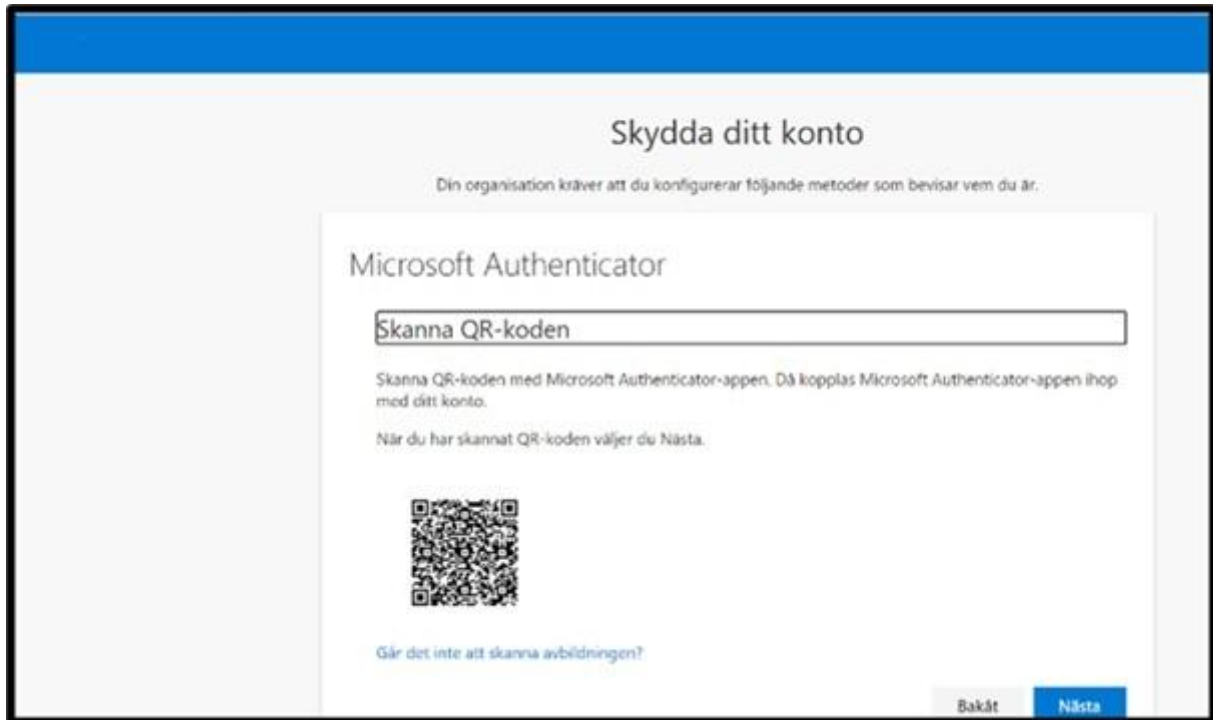 Skydda ditt konto
Din organisation kräver att du konfigurerar följande metoder som bevisar vem du är.
Microsoft Authenticator
Skanna QR-koden
Skanna QR-koden med Microsoft Authenticator-appen. Då kopplas Microsoft Authenticator-appen ihop
med ditt konto.
När du har skannat QR-koden väljer du Nästa.
Går det inte att skanna avbildningen?
Bakåt Nästa